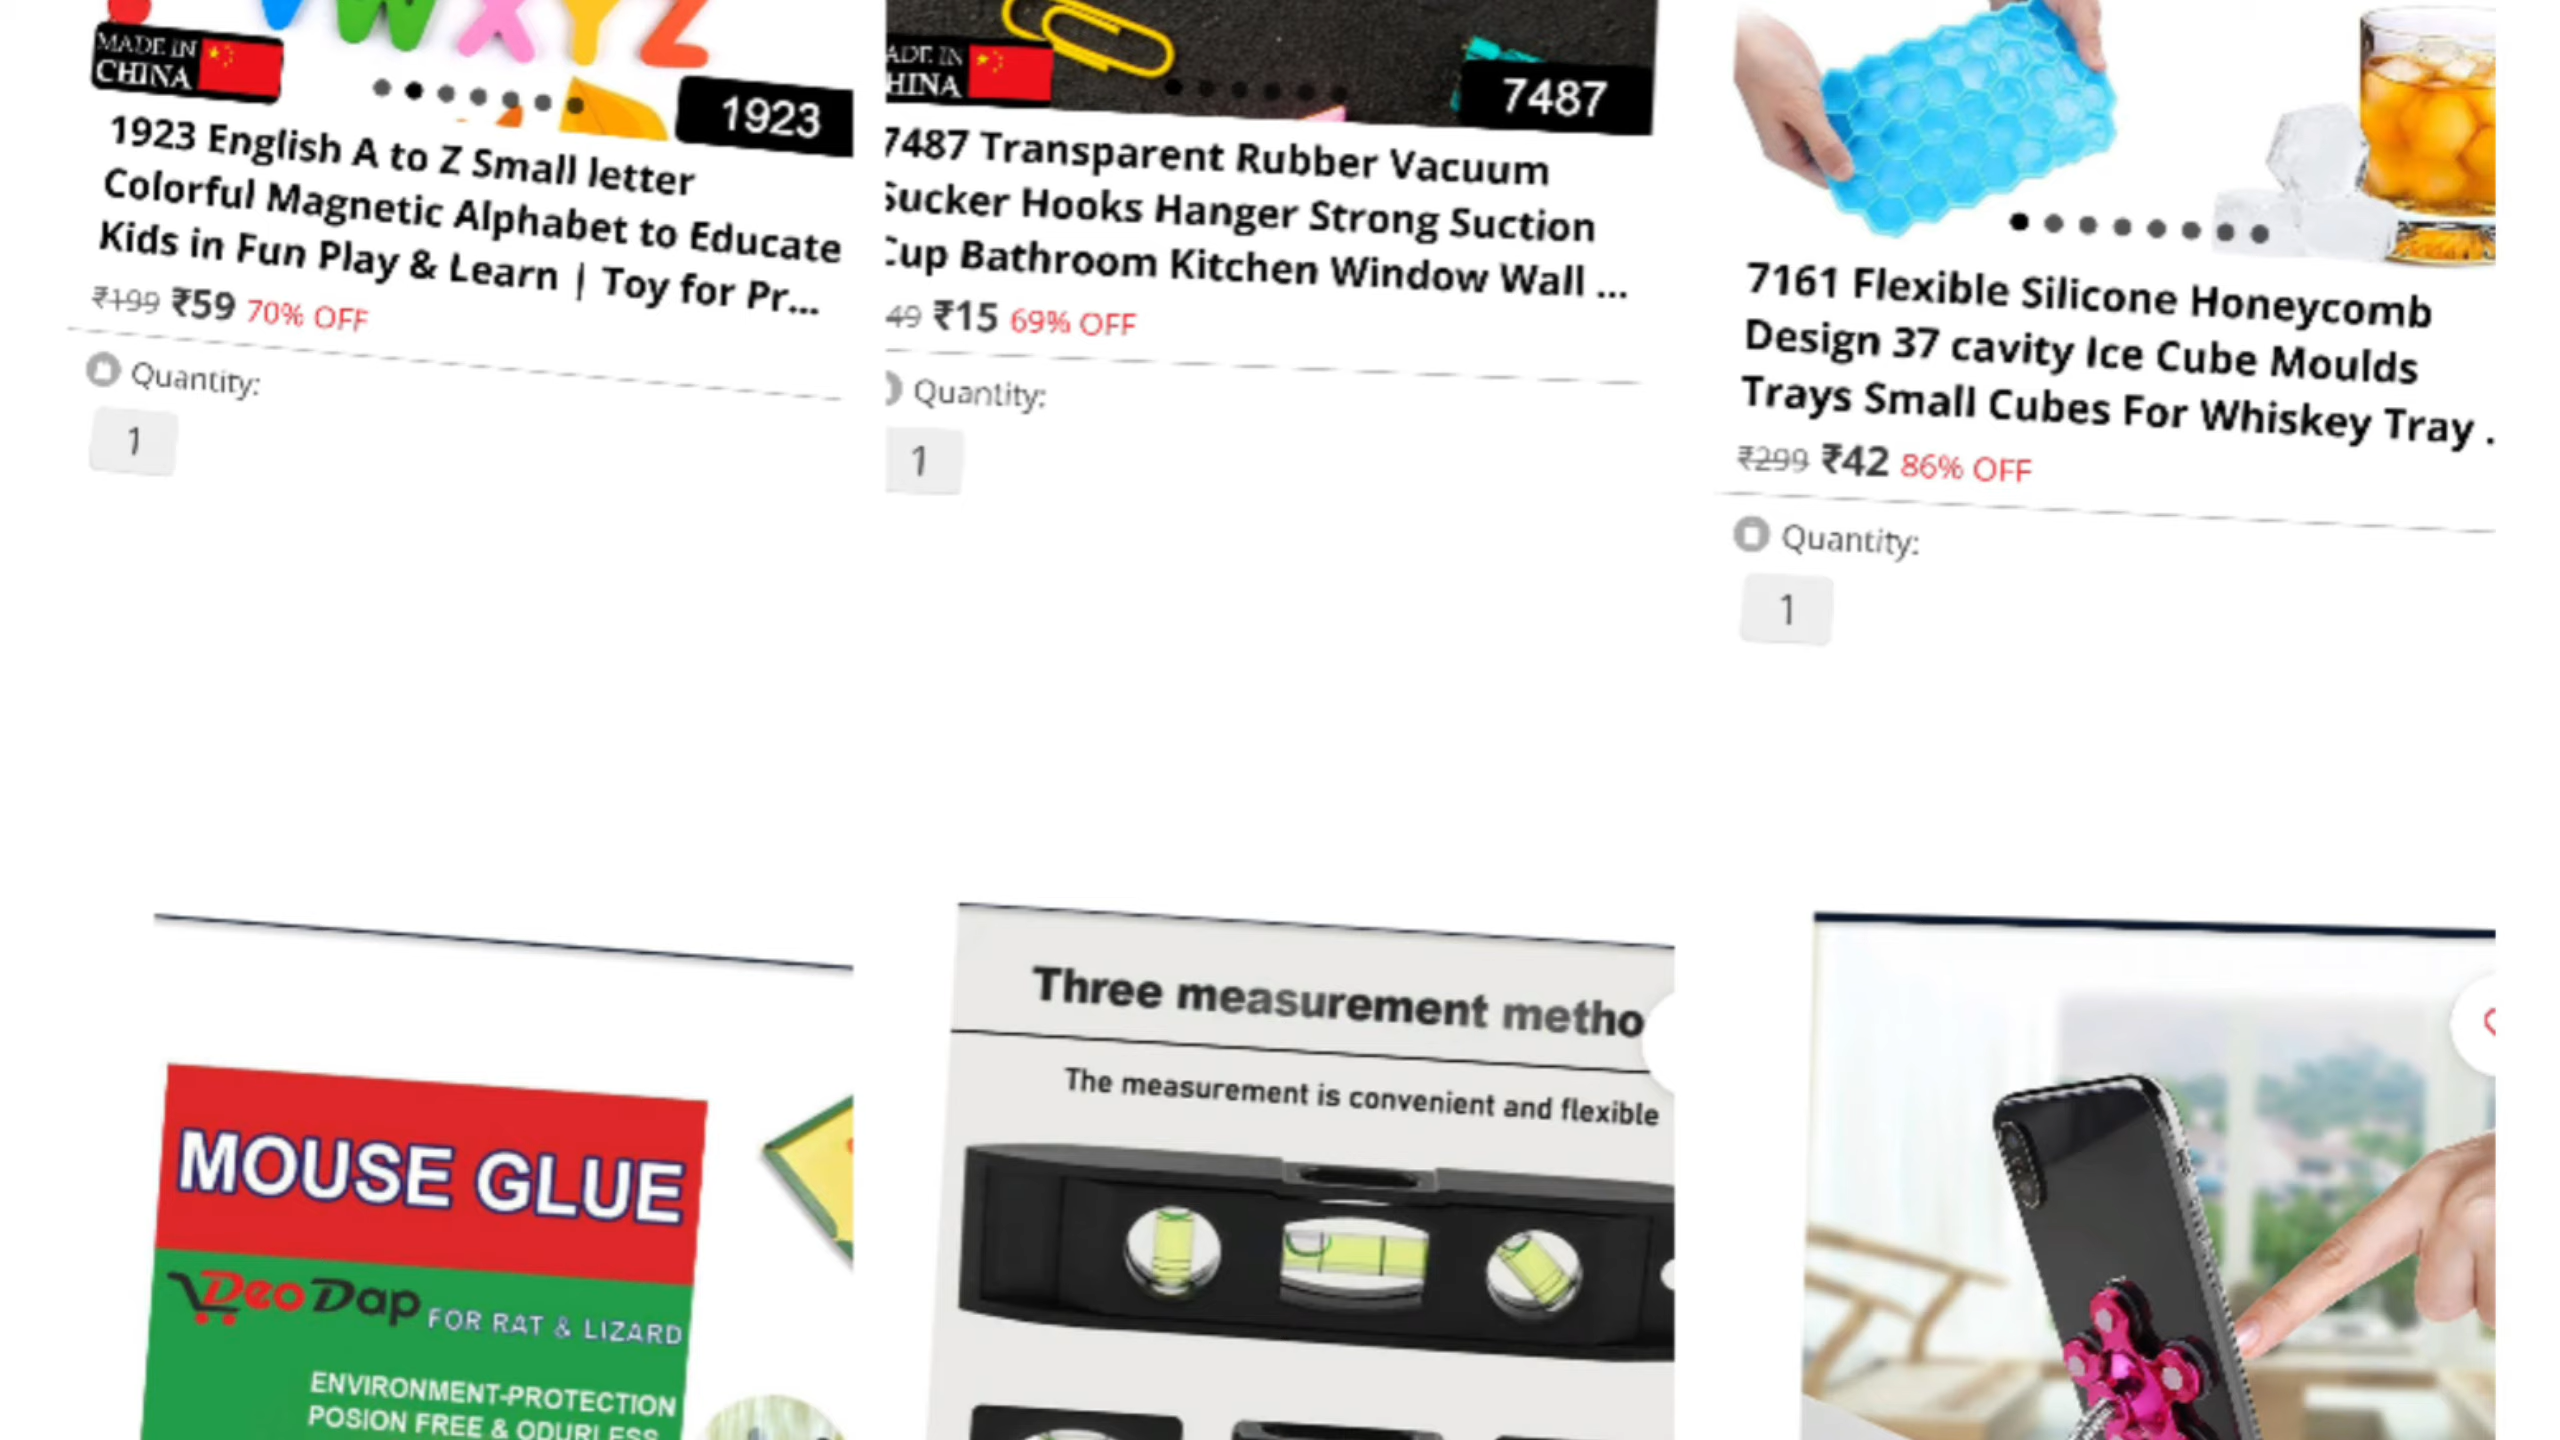 VWXYZ
MADE IN
CHINA
1923
1923 English A to Z Small letter
Colorful Magnetic Alphabet to Educate
Kids in Fun Play & Learn | Toy for Pr...
₹199 ₹59 70% OFF
Quantity:
1
ADE IN
HINA
7487
7487 Transparent Rubber Vacuum
Sucker Hooks Hanger Strong Suction
Cup Bathroom Kitchen Window Wall ...
49 ₹15 69% OFF
Quantity:
1
7161 Flexible Silicone Honeycomb
Design 37 cavity Ice Cube Moulds
Trays Small Cubes For Whiskey Tray .
₹299 ₹42 86% OFF
Quantity:
1
MOUSE GLUE
DeoDap FOR RAT & LIZARD
ENVIRONMENT-PROTECTION
POSION FREE & ODURLESS
Three measurement metho
The measurement is convenient and flexible